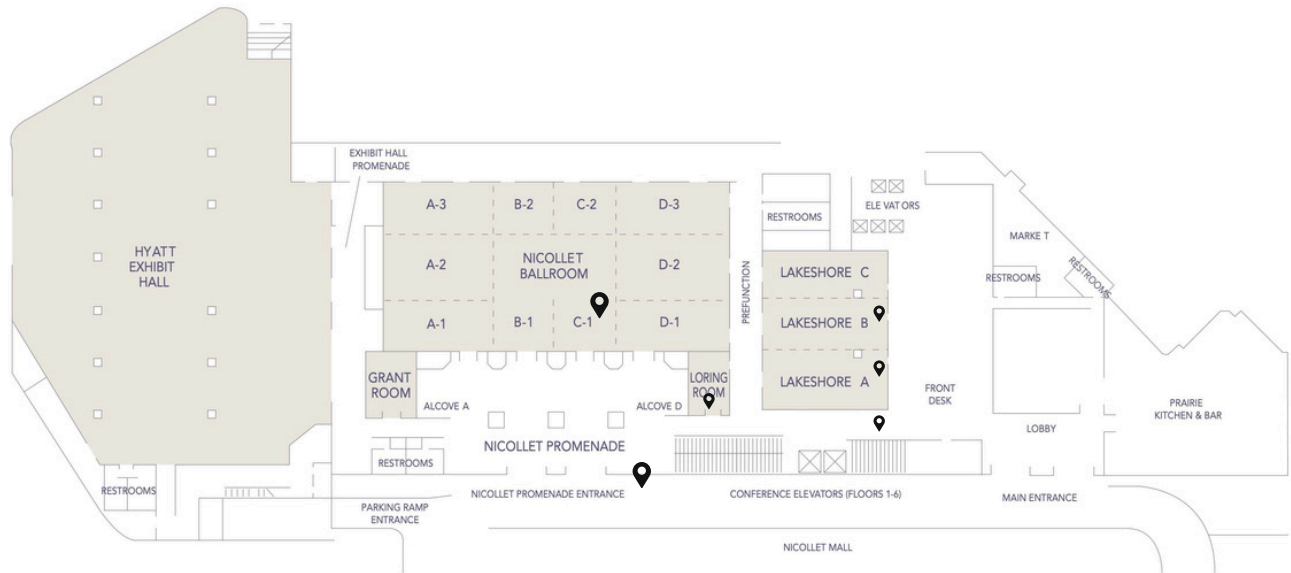 EXHIBIT HALL
PROMENADE
A-3
B-2
C-2
D-3
RESTROOMS
ELE VAT ORS
MARKE T
HYATT
EXHIBIT
HALL
A-2
NICOLLET
BALLROOM
D-2
PREFUNCTION
LAKESHORE C
RESTROOMS
RESTROOMS
A-1
B-1
C-1
D-1
LAKESHORE B
GRANT
ROOM
LORING
ROOM
LAKESHORE A
FRONT
DESK
ALCOVE A
ALCOVE D
PRAIRIE
KITCHEN & BAR
LOBBY
NICOLLET PROMENADE
RESTROOMS
RESTROOMS
NICOLLET PROMENADE ENTRANCE
CONFERENCE ELEVATORS (FLOORS 1-6)
MAIN ENTRANCE
PARKING RAMP
ENTRANCE
NICOLLET MALL